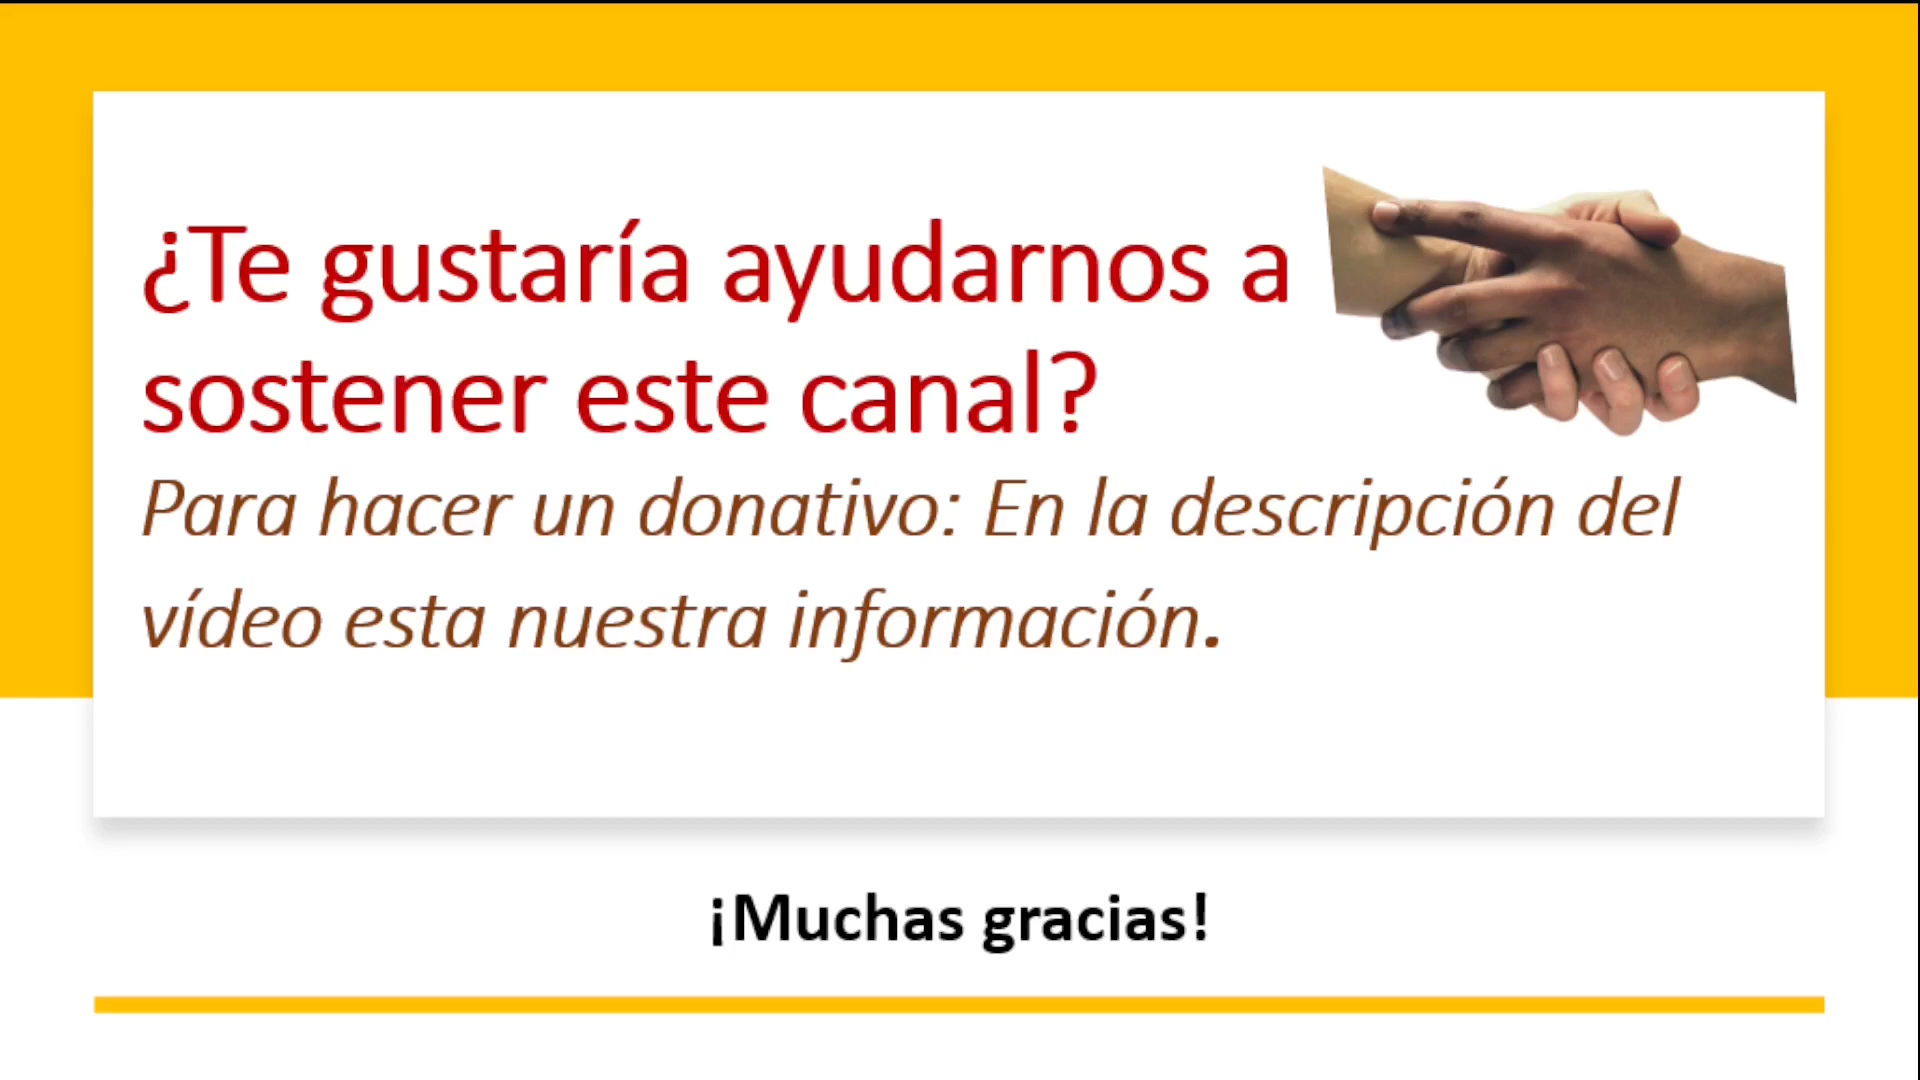 ¿Te gustaría ayudarnos a
sostener este canal?
Para hacer un donativo: En la descripción del
vídeo esta nuestra información.
¡Muchas gracias!